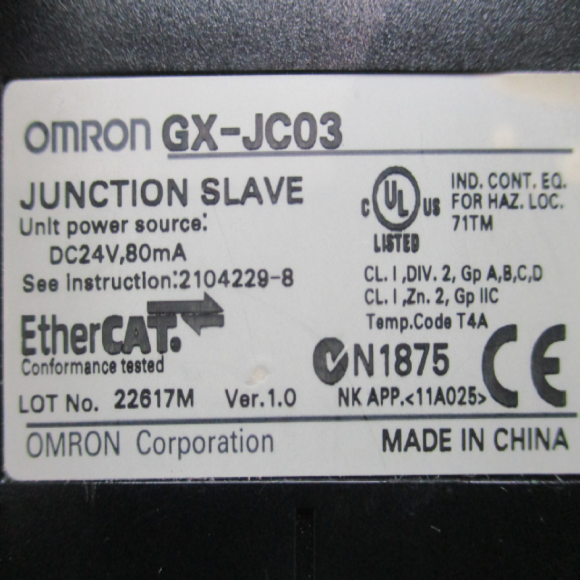 OMRON GX-JC03
JUNCTION SLAVE
Unit power source:
DC24V,80mA
See Instruction:2104229-8
C UL US
LISTED
IND. CONT. EQ.
FOR HAZ. LOC.
71TM
CL. I ,DIV. 2, Gp A,B,C,D
CL. I ,Zn. 2, Gp IIC
Temp.Code T4A
EtherCAT.
Conformance tested
N1875
CE
LOT No. 22617M Ver.1.0
NK APP.<11A025>
OMRON Corporation
MADE IN CHINA